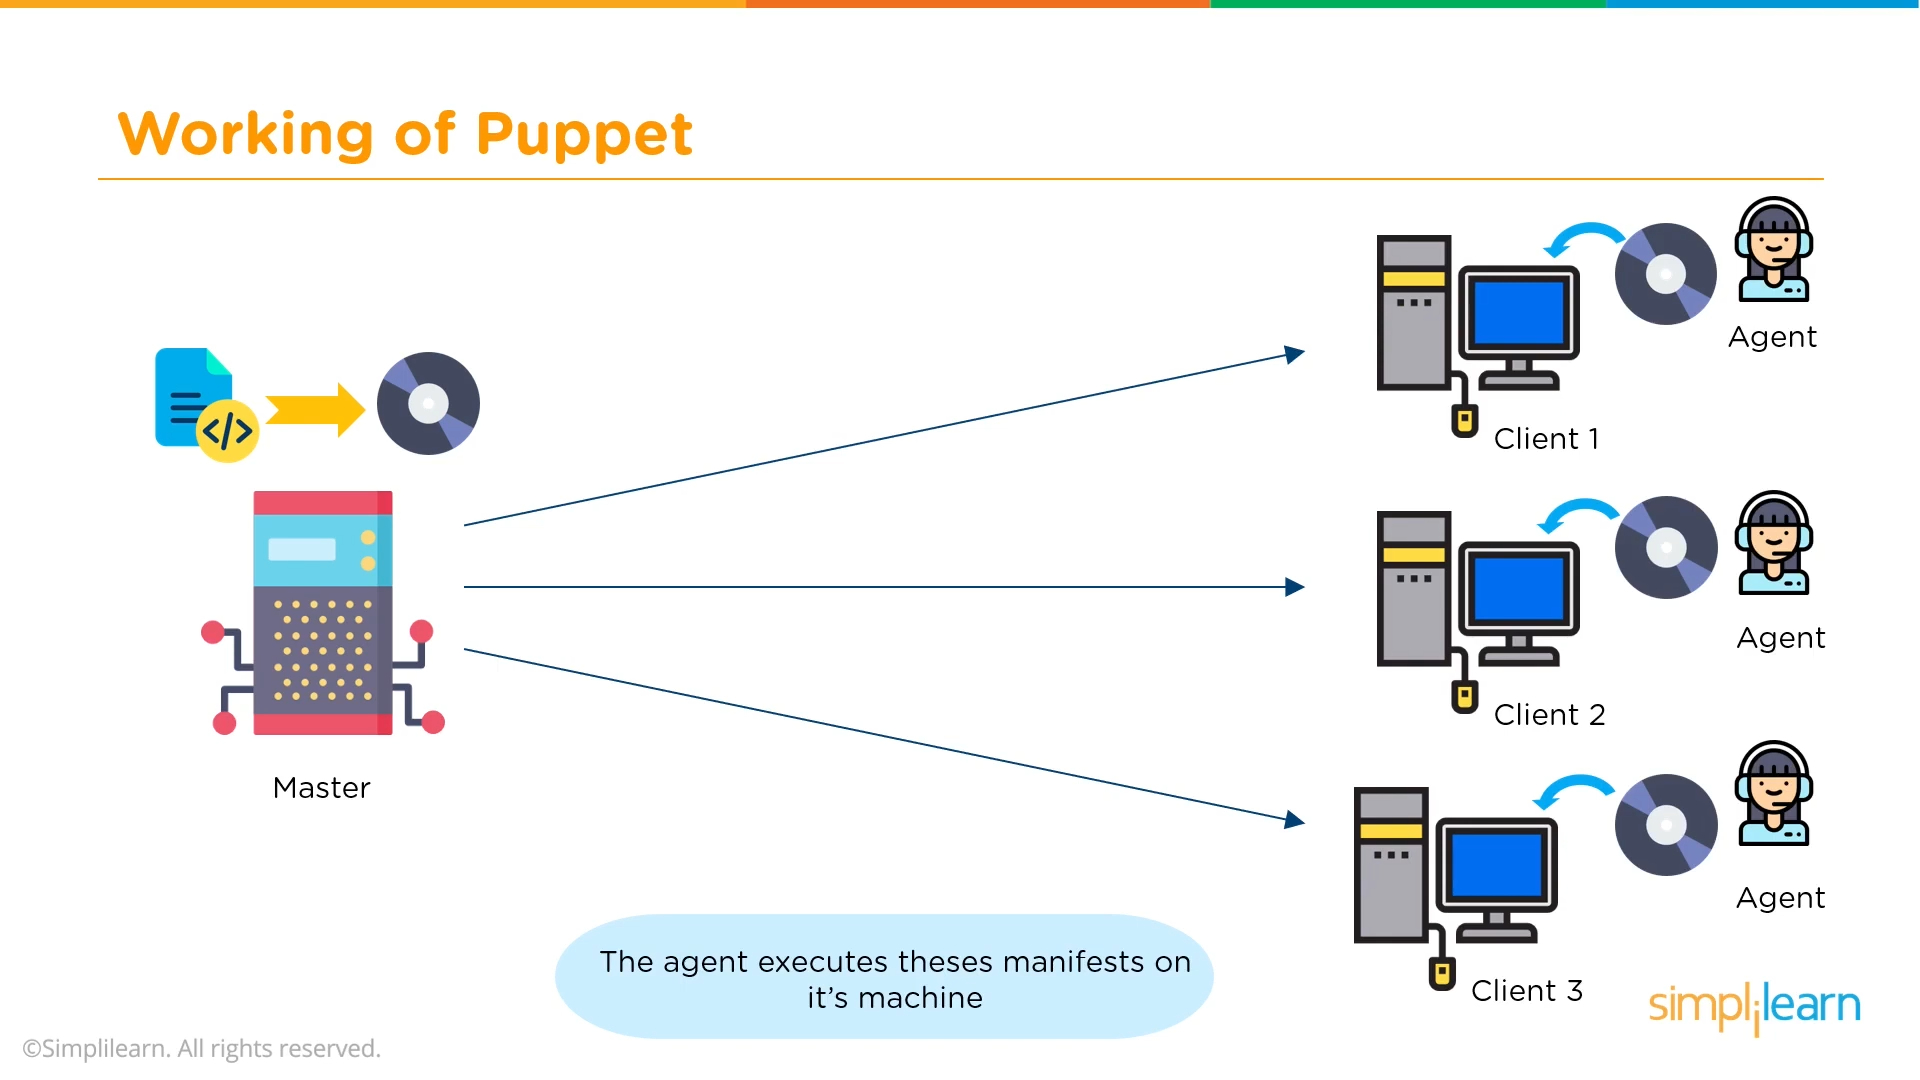 Working of Puppet
Agent
Client 1
Agent
Client 2
Master
Agent
The agent executes theses manifests on
it's machine
Client 3
simplilearn
©Simplilearn. All rights reserved.